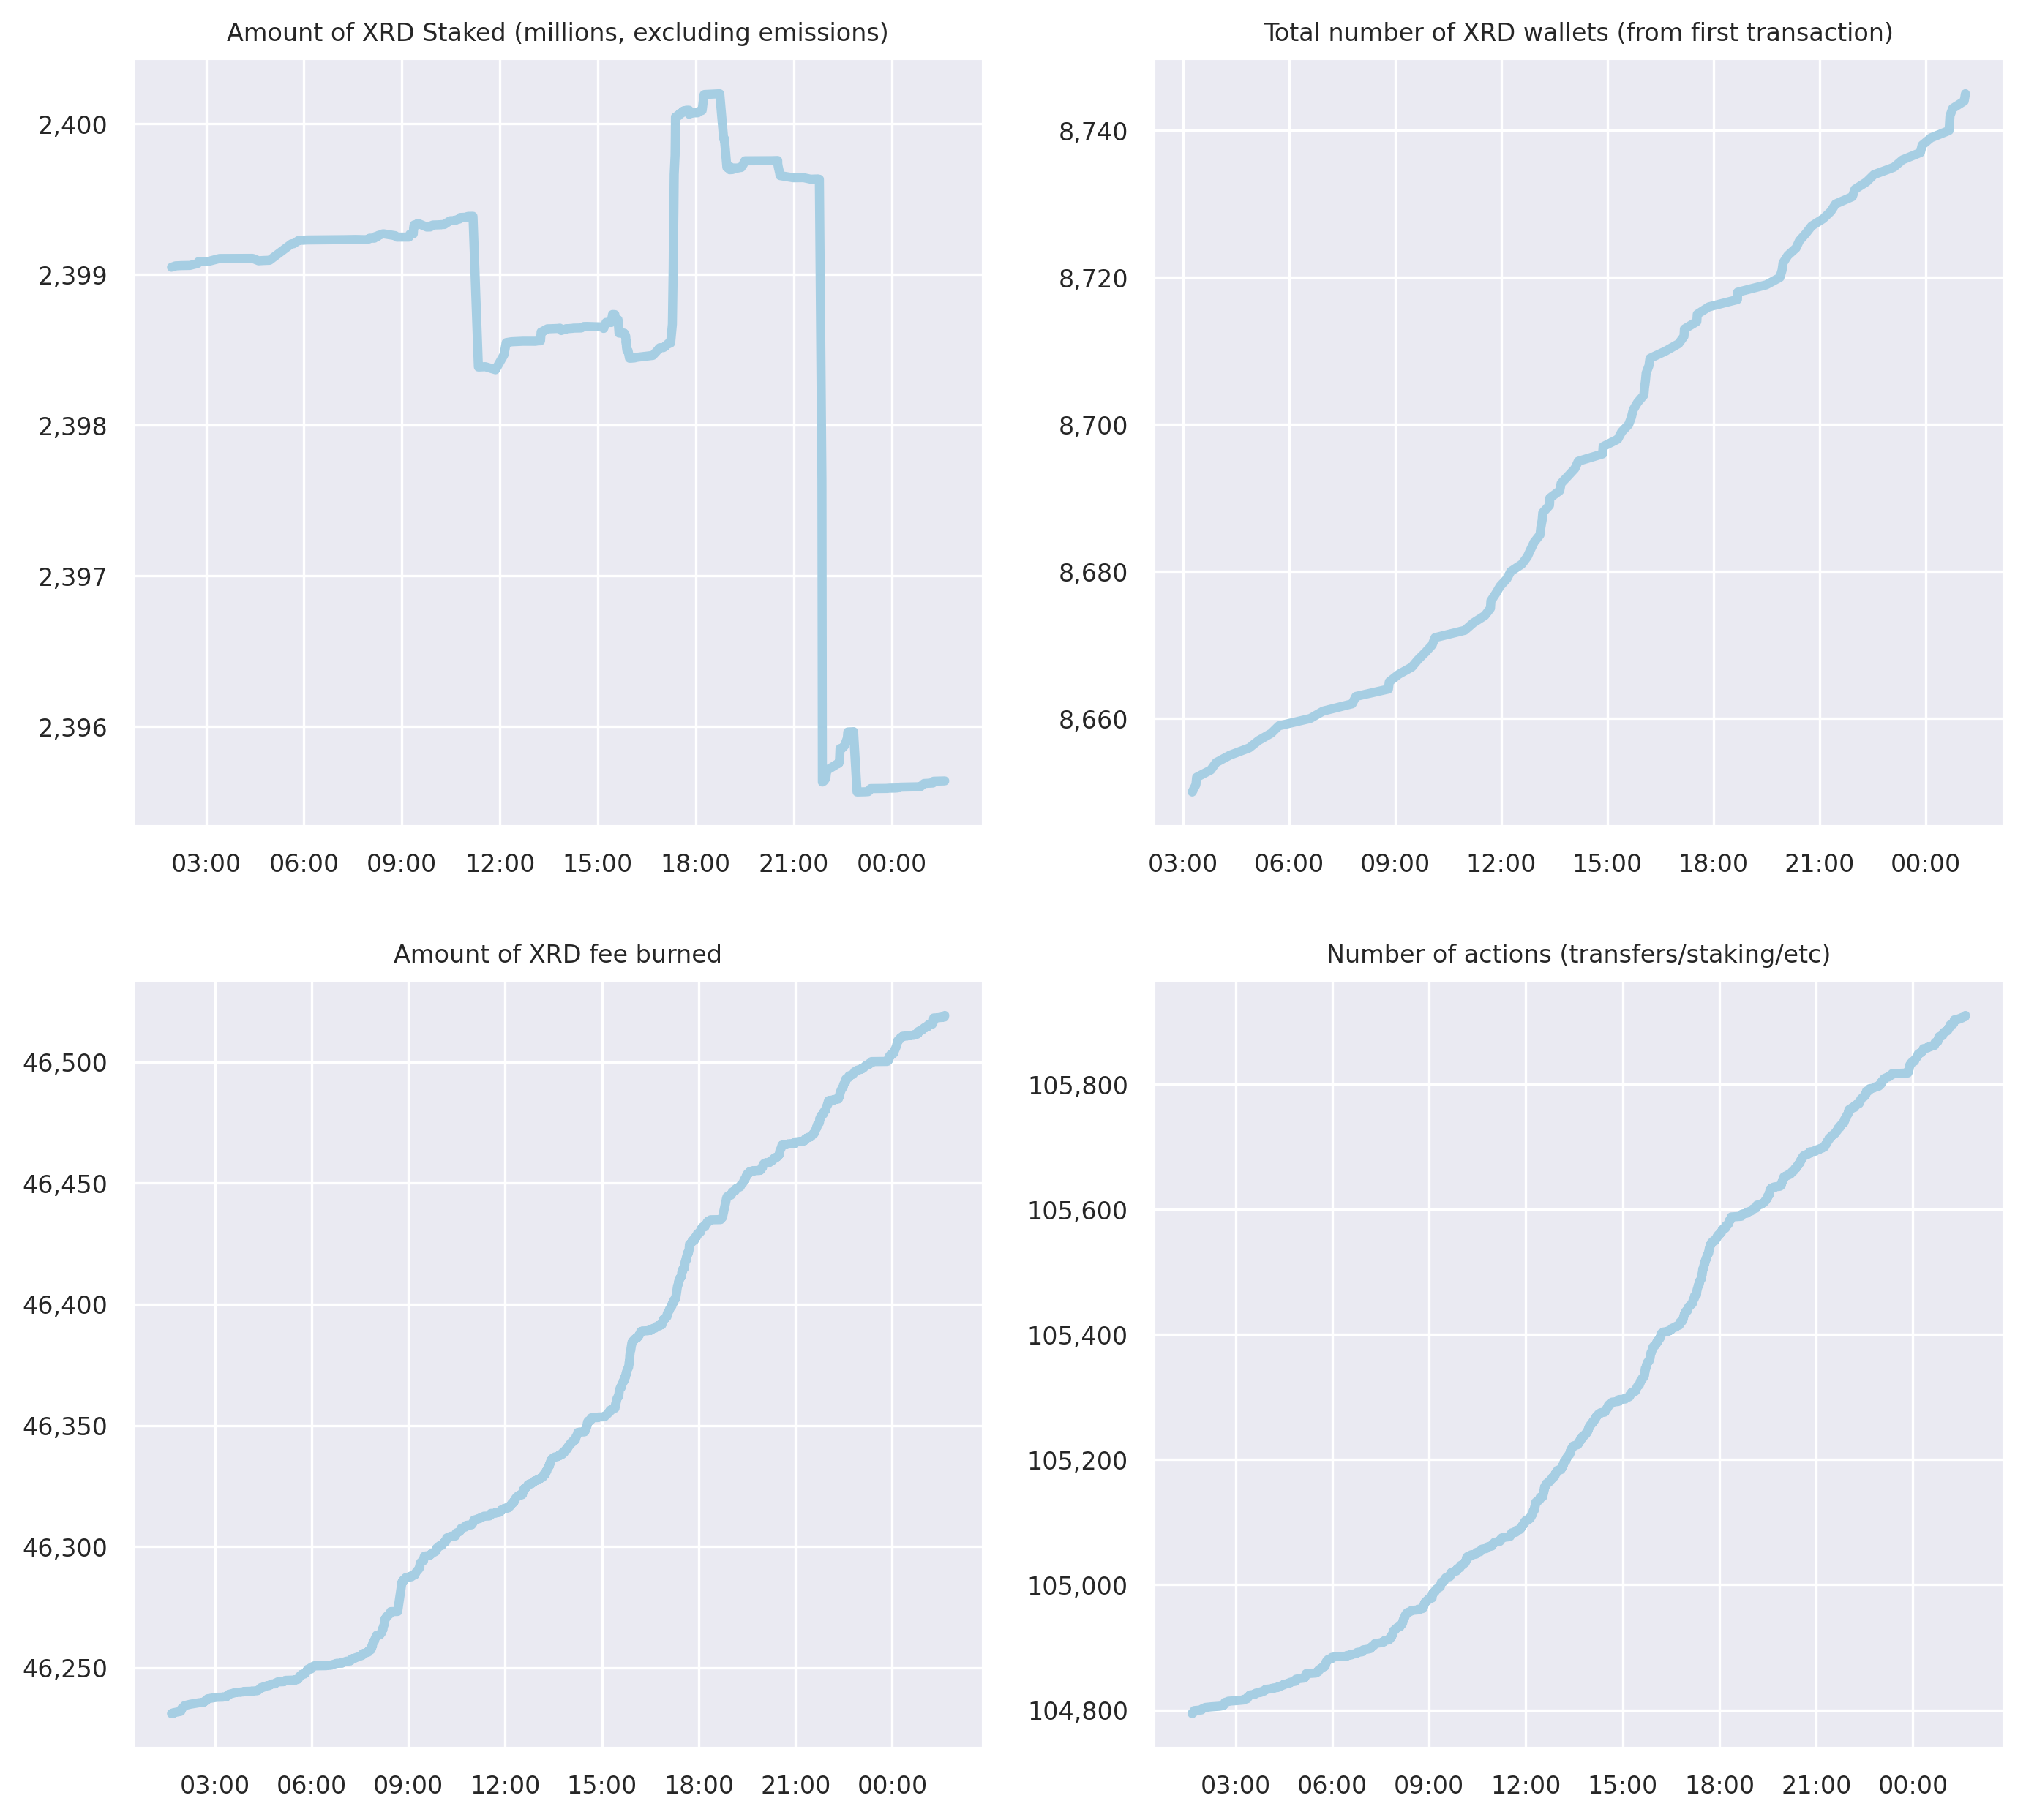 Amount of XRD Staked (millions, excluding emissions)
2,400
2,399
2,398
2,397
2,396
03:00 06:00 09:00 12:00 15:00 18:00 21:00 00:00
Total number of XRD wallets (from first transaction)
8,740
8,720
8,700
8,680
8,660
03:00 06:00 09:00 12:00 15:00 18:00 21:00 00:00
Amount of XRD fee burned
46,500
46,450
46,400
46,350
46,300
46,250
03:00 06:00 09:00 12:00 15:00 18:00 21:00 00:00
Number of actions (transfers/staking/etc)
105,800
105,600
105,400
105,200
105,000
104,800
03:00 06:00 09:00 12:00 15:00 18:00 21:00 00:00